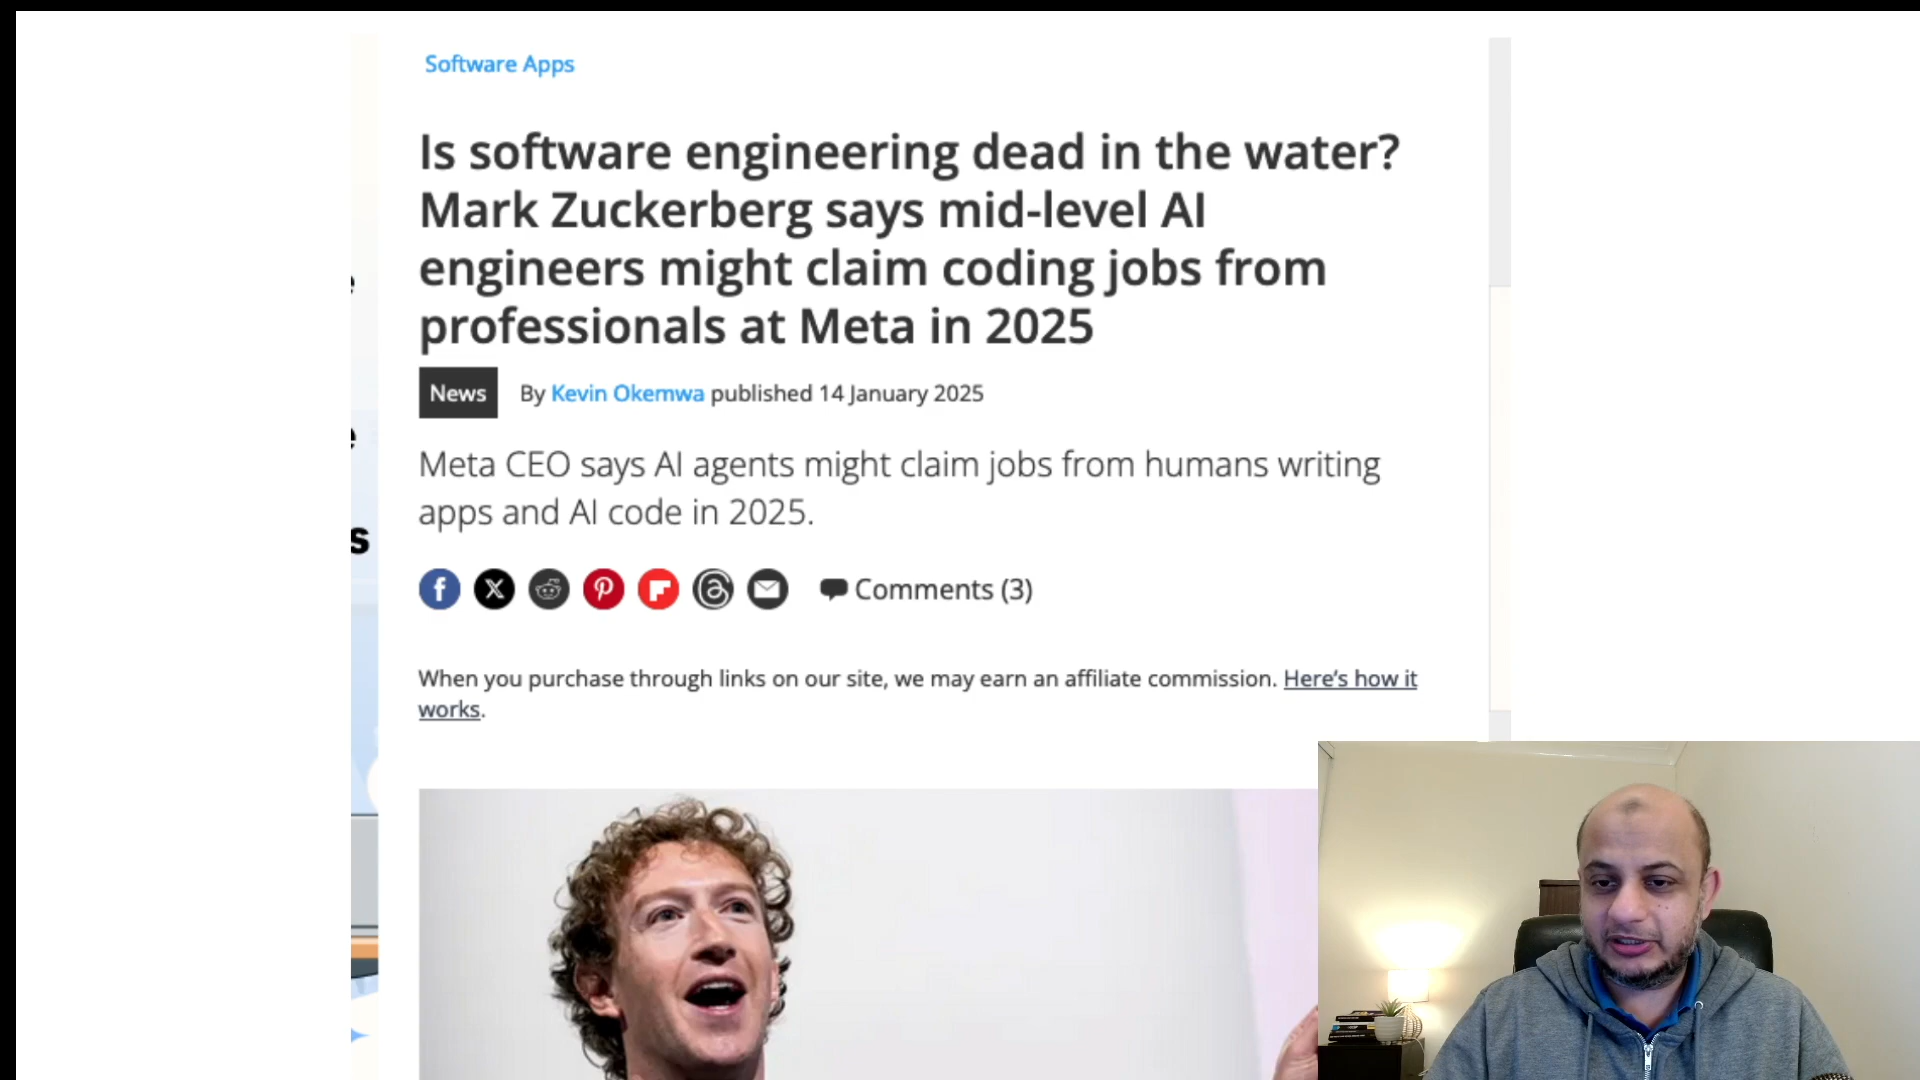 Software Apps
Is software engineering dead in the water?
Mark Zuckerberg says mid-level AI
engineers might claim coding jobs from
professionals at Meta in 2025
News By Kevin Okemwa published 14 January 2025
Meta CEO says AI agents might claim jobs from humans writing
apps and AI code in 2025.
Comments (3)
When you purchase through links on our site, we may earn an affiliate commission. Here's how it
works.
e
e
s